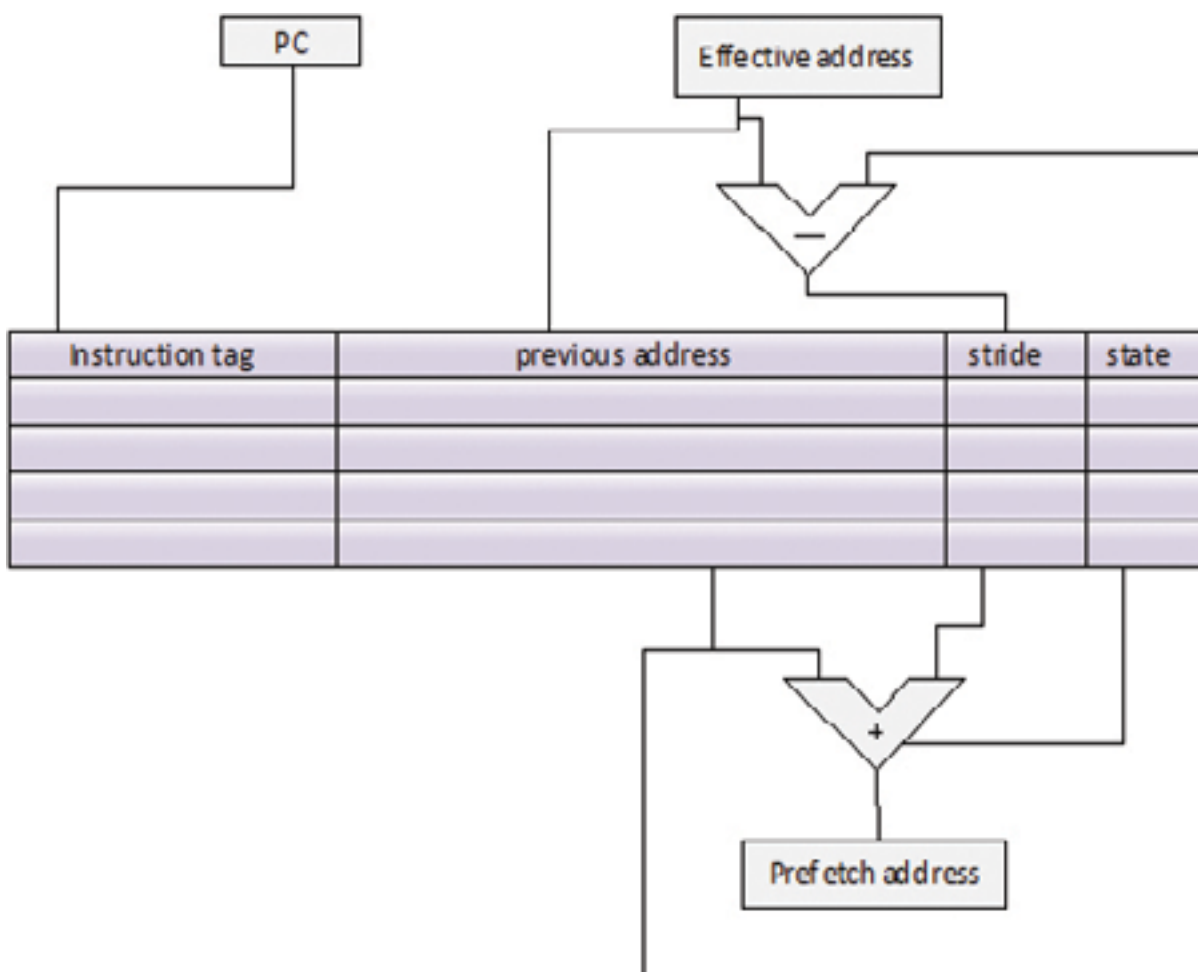 PC
Effective address
—
Instruction tag
previous address
stride
state
+
Prefetch address